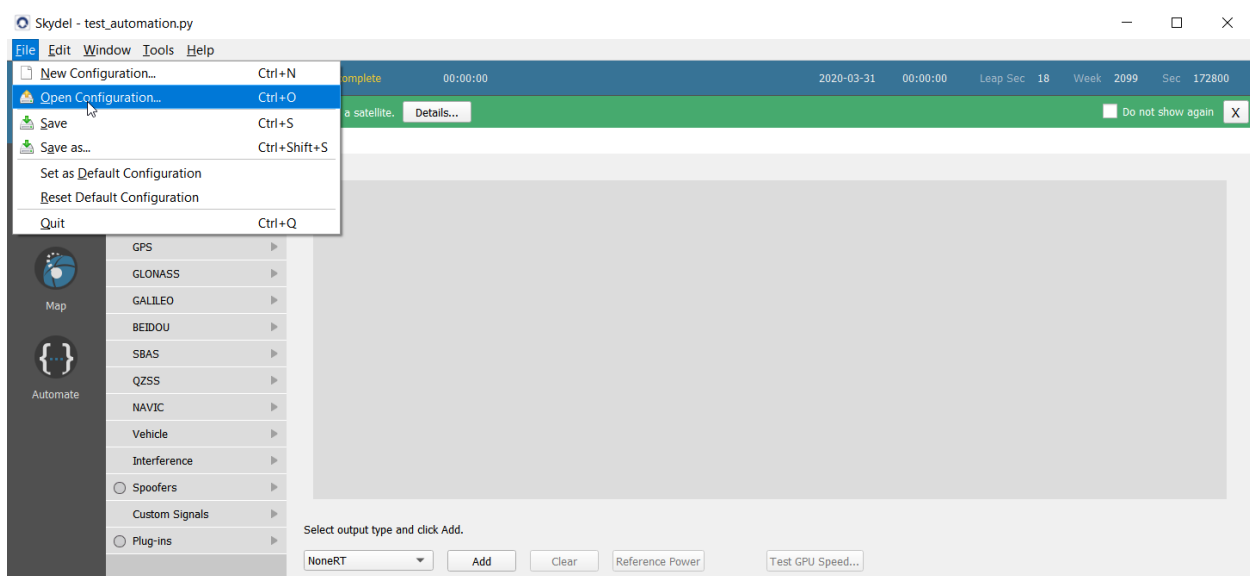 Skydel - test_automation.py
File Edit Window Tools Help
New Configuration... Ctrl+N
omplete 00:00:00 2020-03-31 00:00:00 Leap Sec 18 Week 2099 Sec 172800
Open Configuration... Ctrl+O
a satellite. Details... Do not show again X
Save Ctrl+S
Save as... Ctrl+Shift+S
Set as Default Configuration
Reset Default Configuration
Quit Ctrl+Q
GPS
GLONASS
Map
GALILEO
BEIDOU
SBAS
{...}
QZSS
Automate
NAVIC
Vehicle
Interference
Spoofers
Custom Signals
Plug-ins
Select output type and click Add.
NoneRT Add Clear Reference Power Test GPU Speed...